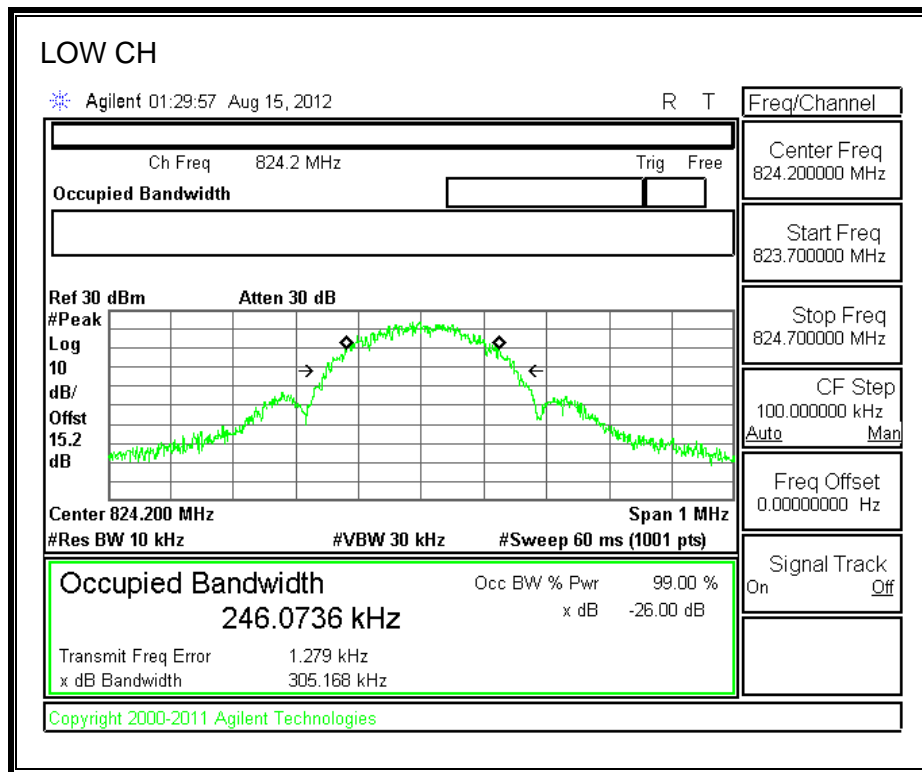 LOW CH
Agilent 01:29:57 Aug 15, 2012 R T
Freq/Channel
Ch Freq 824.2 MHz Trig Free
Occupied Bandwidth
Center Freq
824.200000 MHz
Start Freq
823.700000 MHz
Stop Freq
824.700000 MHz
CF Step
100.000000 kHz
Auto Man
Freq Offset
0.00000000 Hz
Signal Track
On Off
Ref 30 dBm Atten 30 dB
#Peak
Log
10
dB/
Offst
15.2
dB
Center 824.200 MHz Span 1 MHz
#Res BW 10 kHz #VBW 30 kHz #Sweep 60 ms (1001 pts)
Occupied Bandwidth
246.0736 kHz
Occ BW % Pwr 99.00 %
x dB -26.00 dB
Transmit Freq Error 1.279 kHz
x dB Bandwidth 305.168 kHz
Copyright 2000-2011 Agilent Technologies